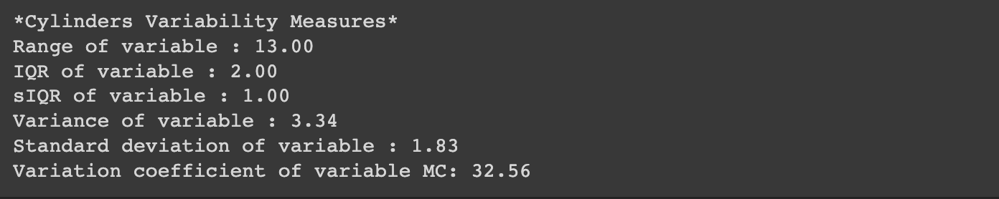 *Cylinders Variability Measures*
Range of variable : 13.00
IQR of variable : 2.00
sIQR of variable : 1.00
Variance of variable : 3.34
Standard deviation of variable : 1.83
Variation coefficient of variable MC: 32.56